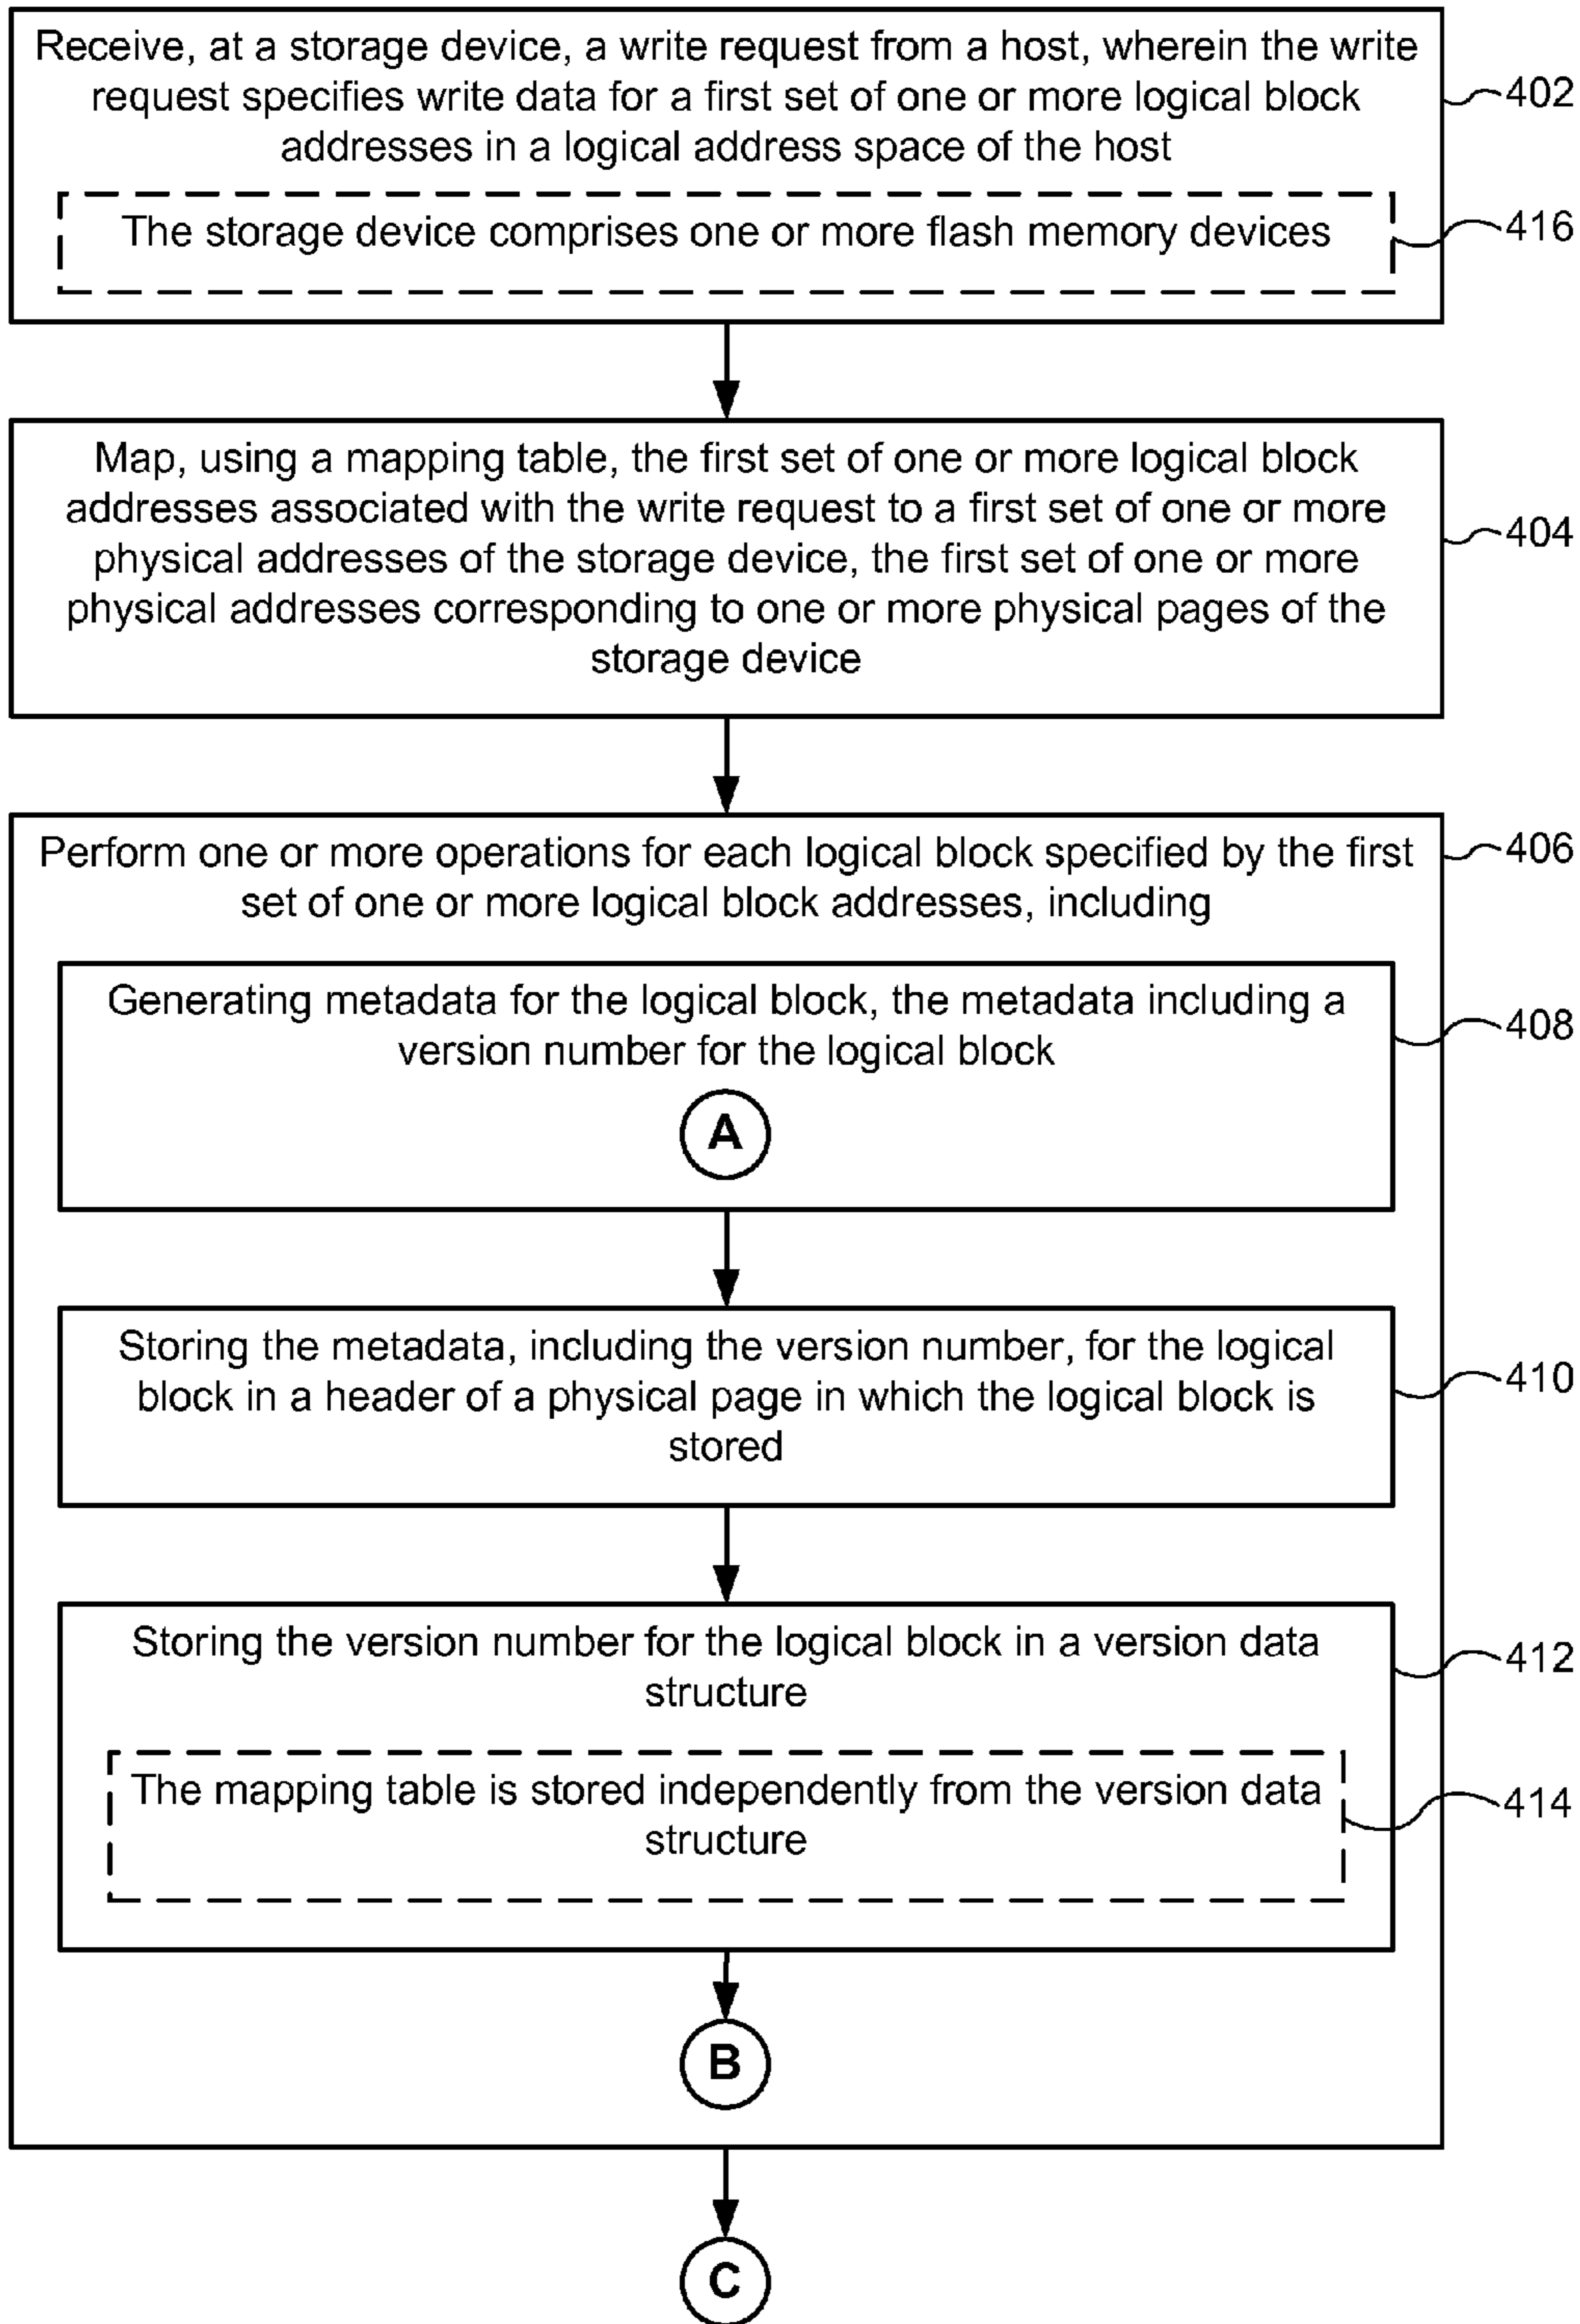 Receive, at a storage device, a write request from a host, wherein the write
request specifies write data for a first set of one or more logical block
addresses in a logical address space of the host
402
The storage device comprises one or more flash memory devices
416
Map, using a mapping table, the first set of one or more logical block
addresses associated with the write request to a first set of one or more
physical addresses of the storage device, the first set of one or more
physical addresses corresponding to one or more physical pages of the
storage device
404
Perform one or more operations for each logical block specified by the first
set of one or more logical block addresses, including
406
Generating metadata for the logical block, the metadata including a
version number for the logical block
408
A
Storing the metadata, including the version number, for the logical
block in a header of a physical page in which the logical block is
stored
410
Storing the version number for the logical block in a version data
structure
412
The mapping table is stored independently from the version data
structure
414
B
C